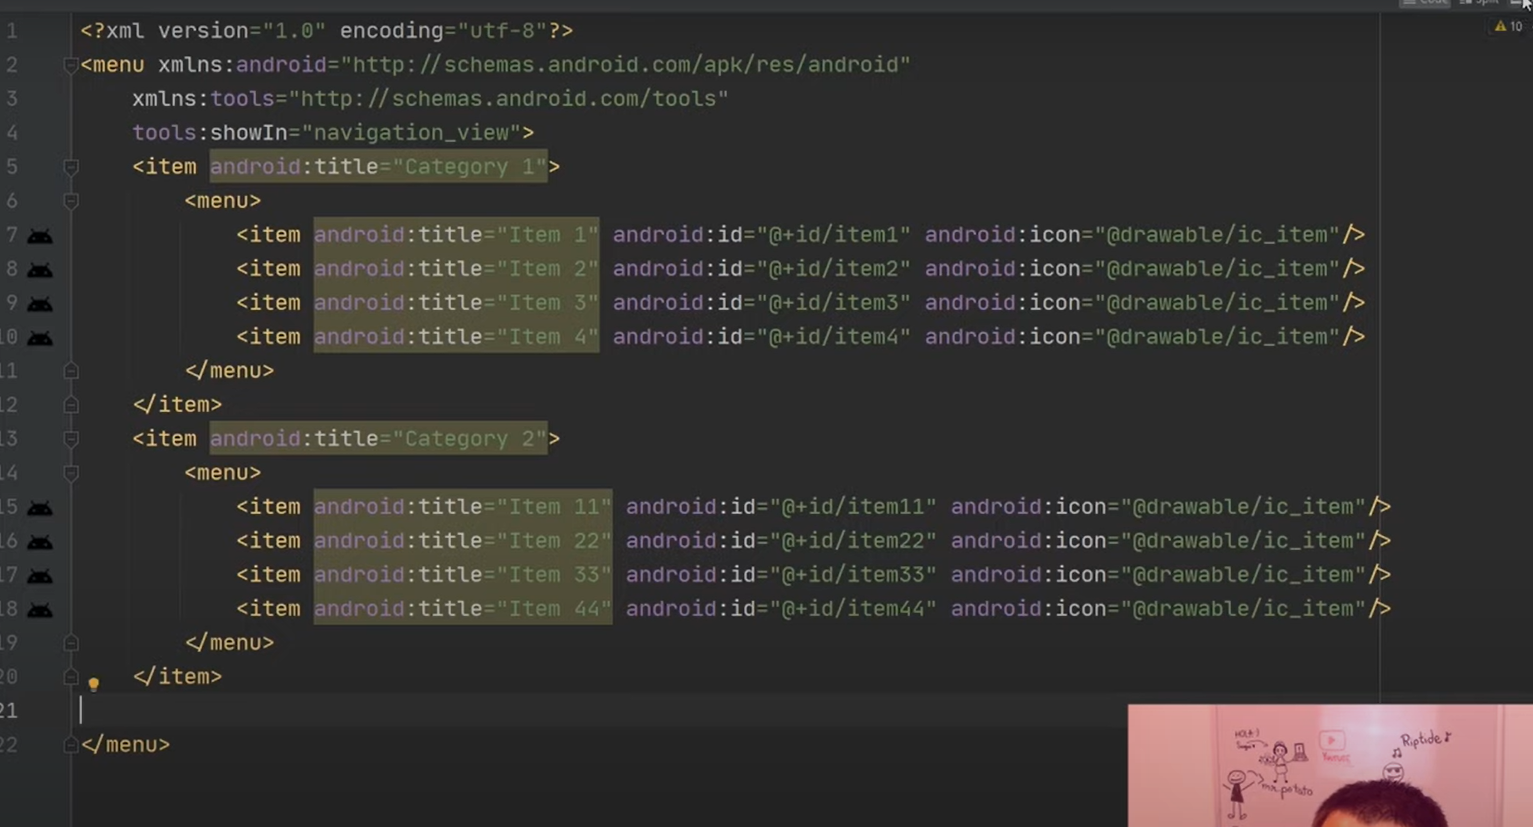 Code Split
10
1 <?xml version="1.0" encoding="utf-8"?>
2 <menu xmlns:android="http://schemas.android.com/apk/res/android"
3 xmlns:tools="http://schemas.android.com/tools"
4 tools:showIn="navigation_view">
5 <item android:title="Category 1">
6 <menu>
7 <item android:title="Item 1" android:id="@+id/item1" android:icon="@drawable/ic_item"/>
8 <item android:title="Item 2" android:id="@+id/item2" android:icon="@drawable/ic_item"/>
9 <item android:title="Item 3" android:id="@+id/item3" android:icon="@drawable/ic_item"/>
10 <item android:title="Item 4" android:id="@+id/item4" android:icon="@drawable/ic_item"/>
11 </menu>
12 </item>
13 <item android:title="Category 2">
14 <menu>
15 <item android:title="Item 11" android:id="@+id/item11" android:icon="@drawable/ic_item"/>
16 <item android:title="Item 22" android:id="@+id/item22" android:icon="@drawable/ic_item"/>
17 <item android:title="Item 33" android:id="@+id/item33" android:icon="@drawable/ic_item"/>
18 <item android:title="Item 44" android:id="@+id/item44" android:icon="@drawable/ic_item"/>
19 </menu>
20 </item>
21
22 </menu>
HOLA:)
Riptide
mr.potato